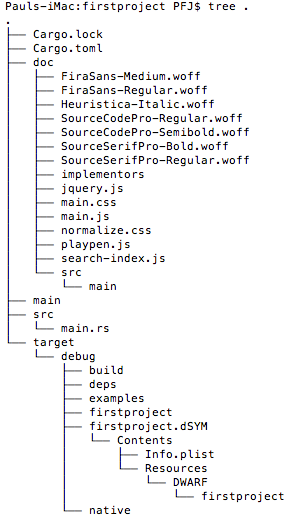 Pauls-iMac:firstproject PFJ$ tree .
.
├── Cargo.lock
├── Cargo.toml
├── doc
│   ├── FiraSans-Medium.woff
│   ├── FiraSans-Regular.woff
│   ├── Heuristica-Italic.woff
│   ├── SourceCodePro-Regular.woff
│   ├── SourceCodePro-Semibold.woff
│   ├── SourceSerifPro-Bold.woff
│   ├── SourceSerifPro-Regular.woff
│   ├── implementors
│   ├── jquery.js
│   ├── main.css
│   ├── main.js
│   ├── normalize.css
│   ├── playpen.js
│   ├── search-index.js
│   └── src
│       └── main
├── main
├── src
│   └── main.rs
└── target
    └── debug
        ├── build
        ├── deps
        ├── examples
        ├── firstproject
        ├── firstproject.dSYM
        │   └── Contents
        │       ├── Info.plist
        │       └── Resources
        │           └── DWARF
        │               └── firstproject
        └── native